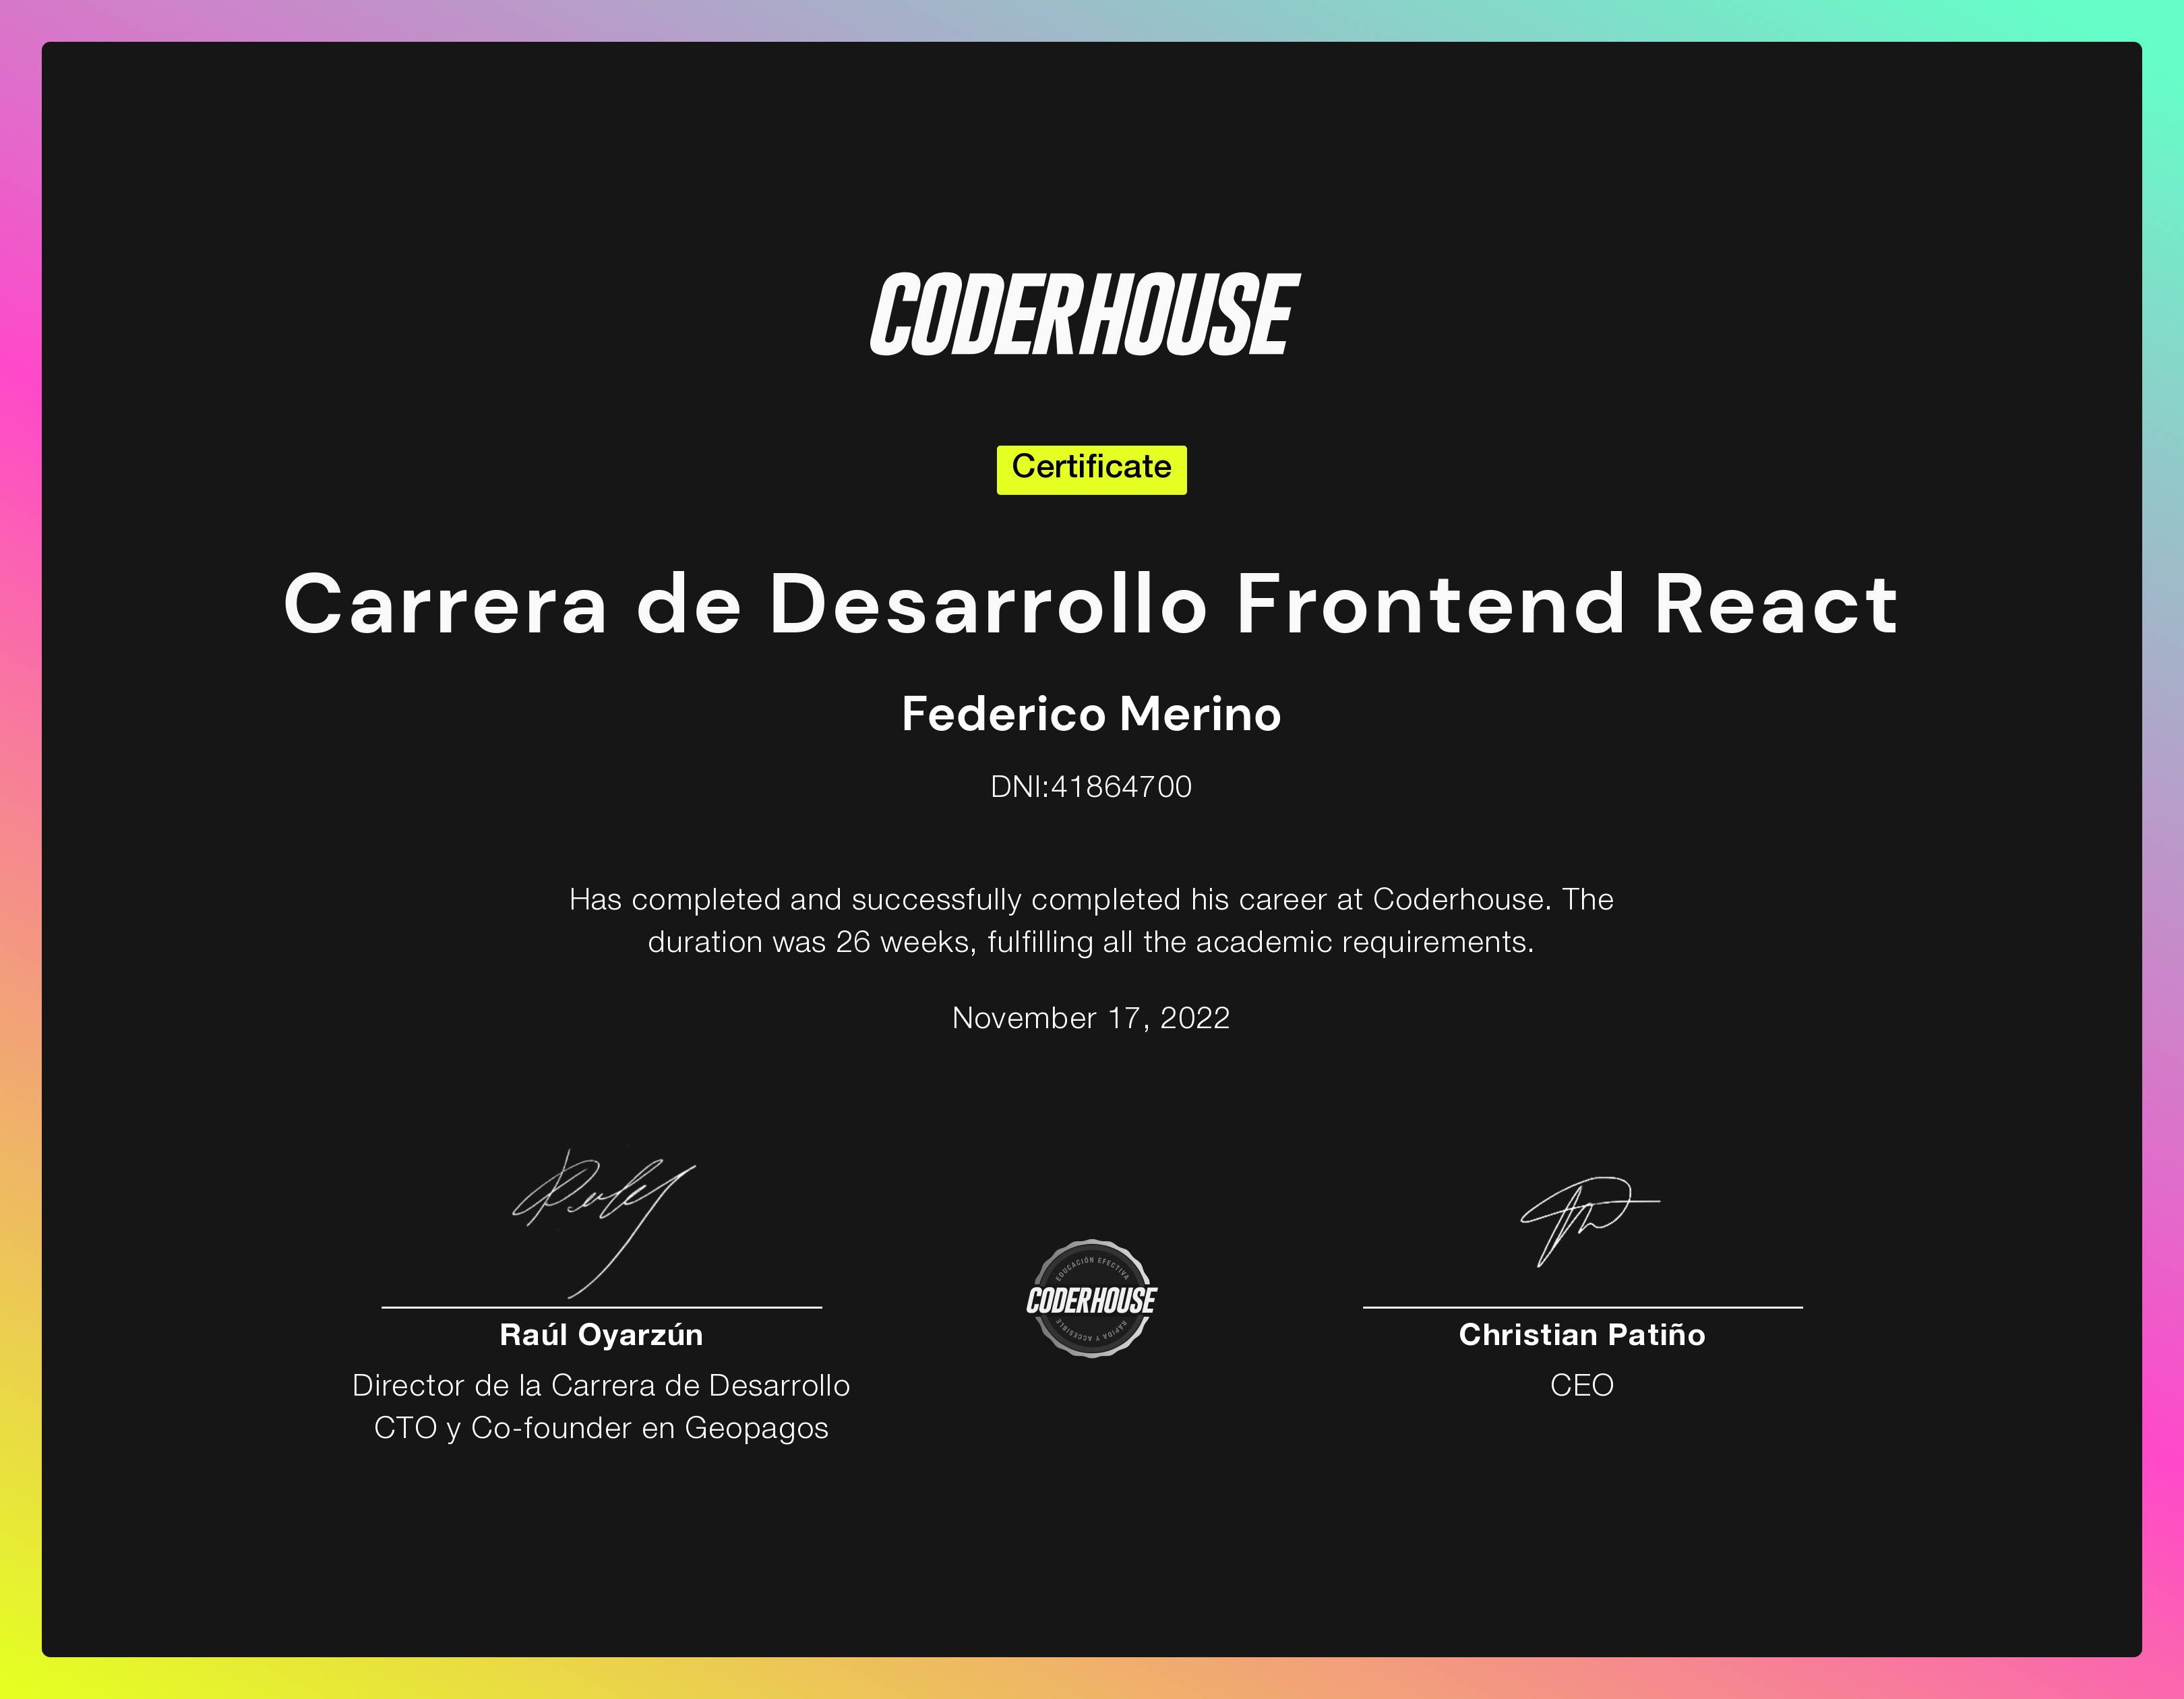 CODERHOUSE
Certificate
Carrera de Desarrollo Frontend React
Federico Merino
DNI:41864700
Has completed and successfully completed his career at Coderhouse. The
duration was 26 weeks, fulfilling all the academic requirements.
November 17, 2022
Raúl Oyarzún
Director de la Carrera de Desarrollo
CTO y Co-founder en Geopagos
EDUCACIÓN EFECTIVA
CODERHOUSE
RÁPIDA Y ACCESIBLE
Christian Patiño
CEO